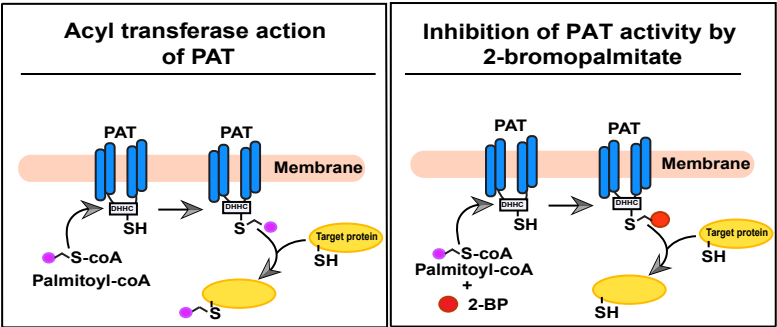 Acyl transferase action
of PAT
PAT
PAT
Membrane
DHHC
DHHC
SH
S
S-coA
Palmitoyl-coA
Target protein
SH
S
Inhibition of PAT activity by
2-bromopalmitate
PAT
PAT
Membrane
DHHC
DHHC
SH
S
S-coA
Palmitoyl-coA
+
2-BP
Target protein
SH
SH